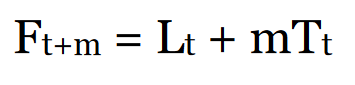 Fₜ₊ₘ = Lₜ + mTₜ